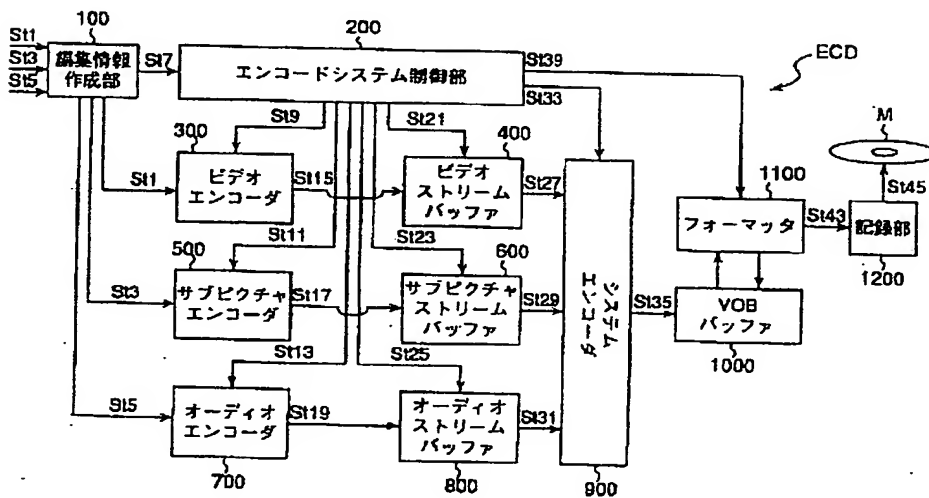 100
St1
St3
St5
編集情報
作成部
St7
200
エンコードシステム制御部
St39
St33
ECD
St9
St21
300
ビデオ
エンコーダ
St1
St15
400
ビデオ
ストリーム
バッファ
St27
M
St45
1100
フォーマッタ
St43
記録部
1200
St11
St23
500
サブピクチャ
エンコーダ
St3
St17
600
サブピクチャ
ストリーム
バッファ
St29
システム
エンコーダ
St35
VOB
バッファ
1000
St13
St25
St5
オーディオ
エンコーダ
St19
オーディオ
ストリーム
バッファ
St31
700
800
900